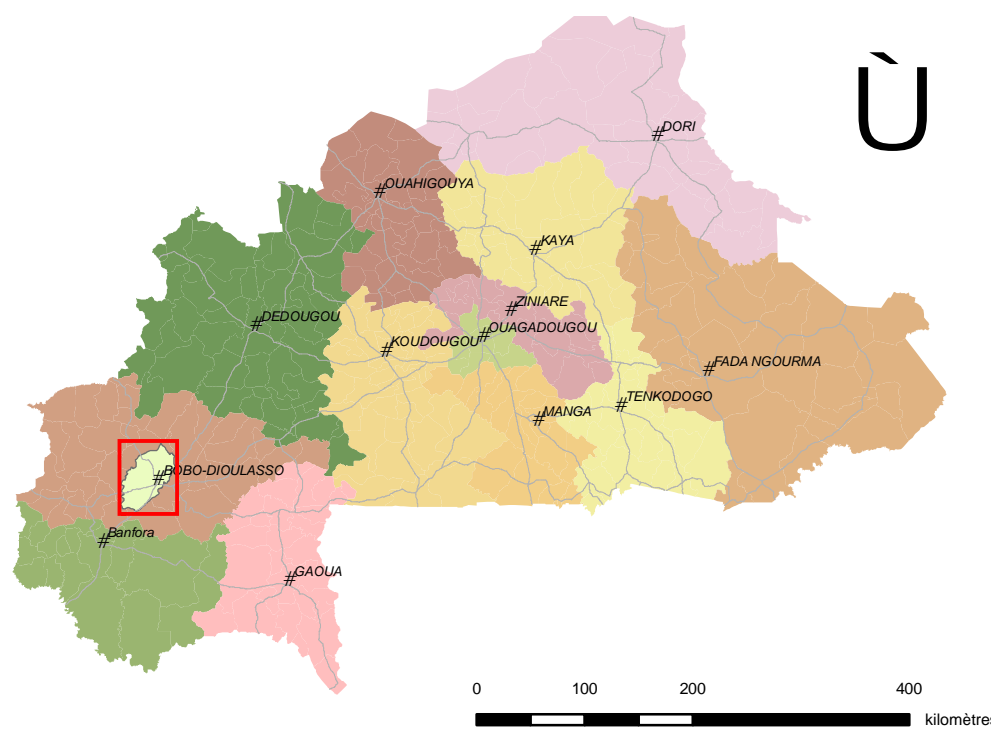 Ù
#DORI
#OUAHIGOUYA
#KAYA
#ZINIARE
#DEDOUGOU
#OUAGADOUGOU
#KOUDOUGOU
#FADA NGOURMA
#TENKODOGO
#MANGA
#BOBO-DIOULASSO
#Banfora
#GAOUA
0 100 200 400
kilomètres